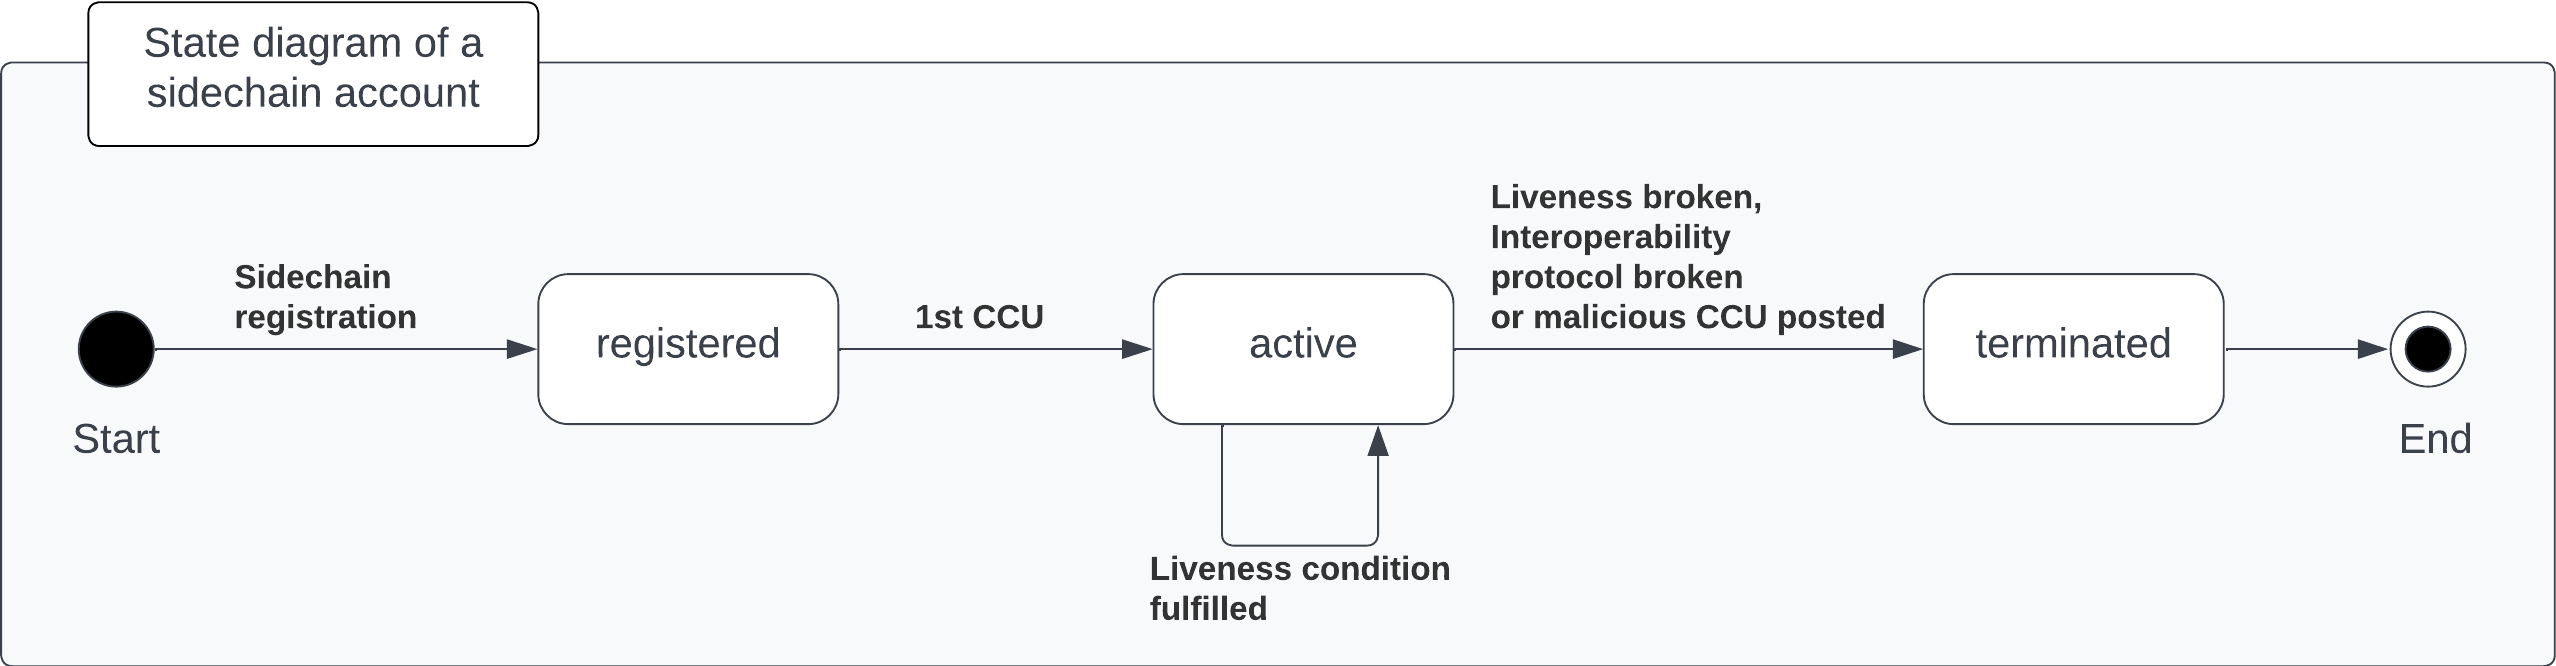 State diagram of a
sidechain account
Sidechain
registration
Start
registered
1st CCU
active
Liveness condition
fulfilled
Liveness broken,
Interoperability
protocol broken
or malicious CCU posted
terminated
End